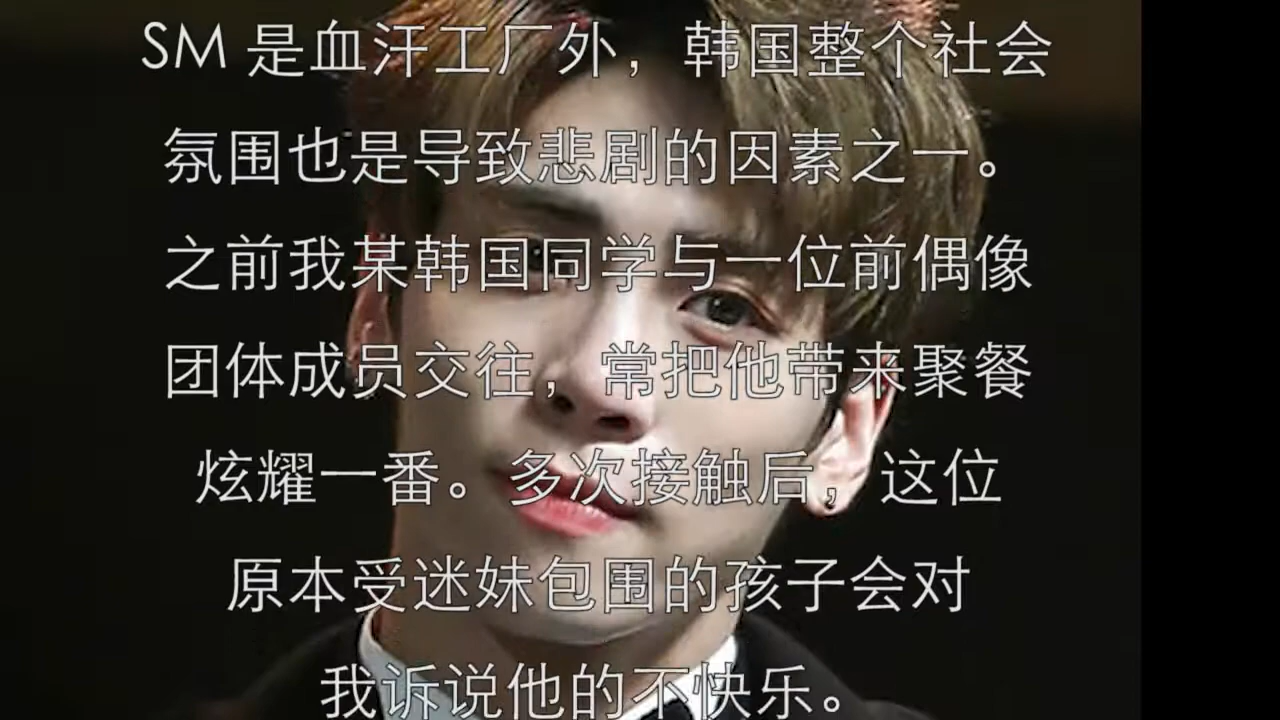 SM 是血汗工厂外，韩国整个社会
氛围也是导致悲剧的因素之一。
之前我某韩国同学与一位前偶像
团体成员交往，常把他带来聚餐
炫耀一番。多次接触后，这位
原本受迷妹包围的孩子会对
我诉说他的不快乐。